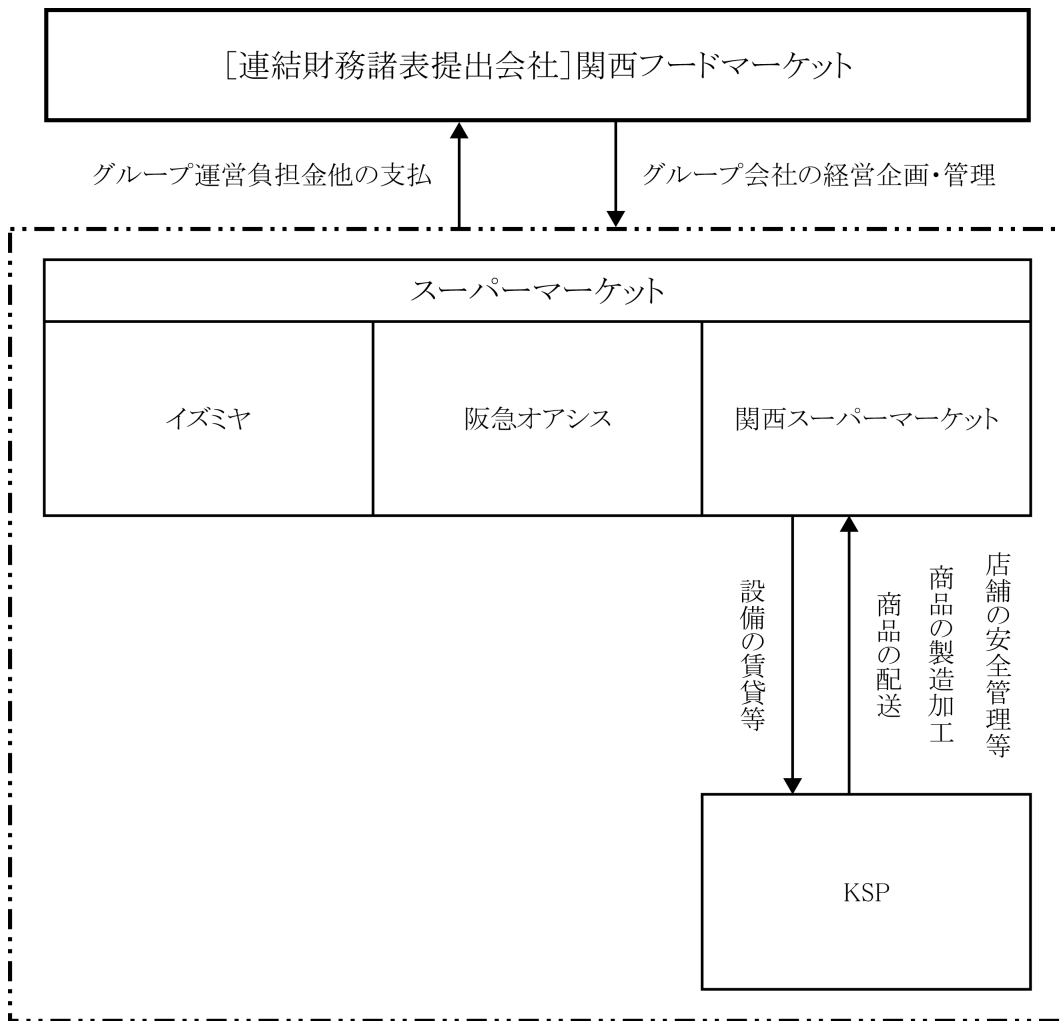 ［連結財務諸表提出会社］関西フードマーケット
グループ運営負担金他の支払
グループ会社の経営企画・管理
スーパーマーケット
イズミヤ
阪急オアシス
関西スーパーマーケット
設備の賃貸等
店舗の安全管理等
商品の製造加工
商品の配送
KSP